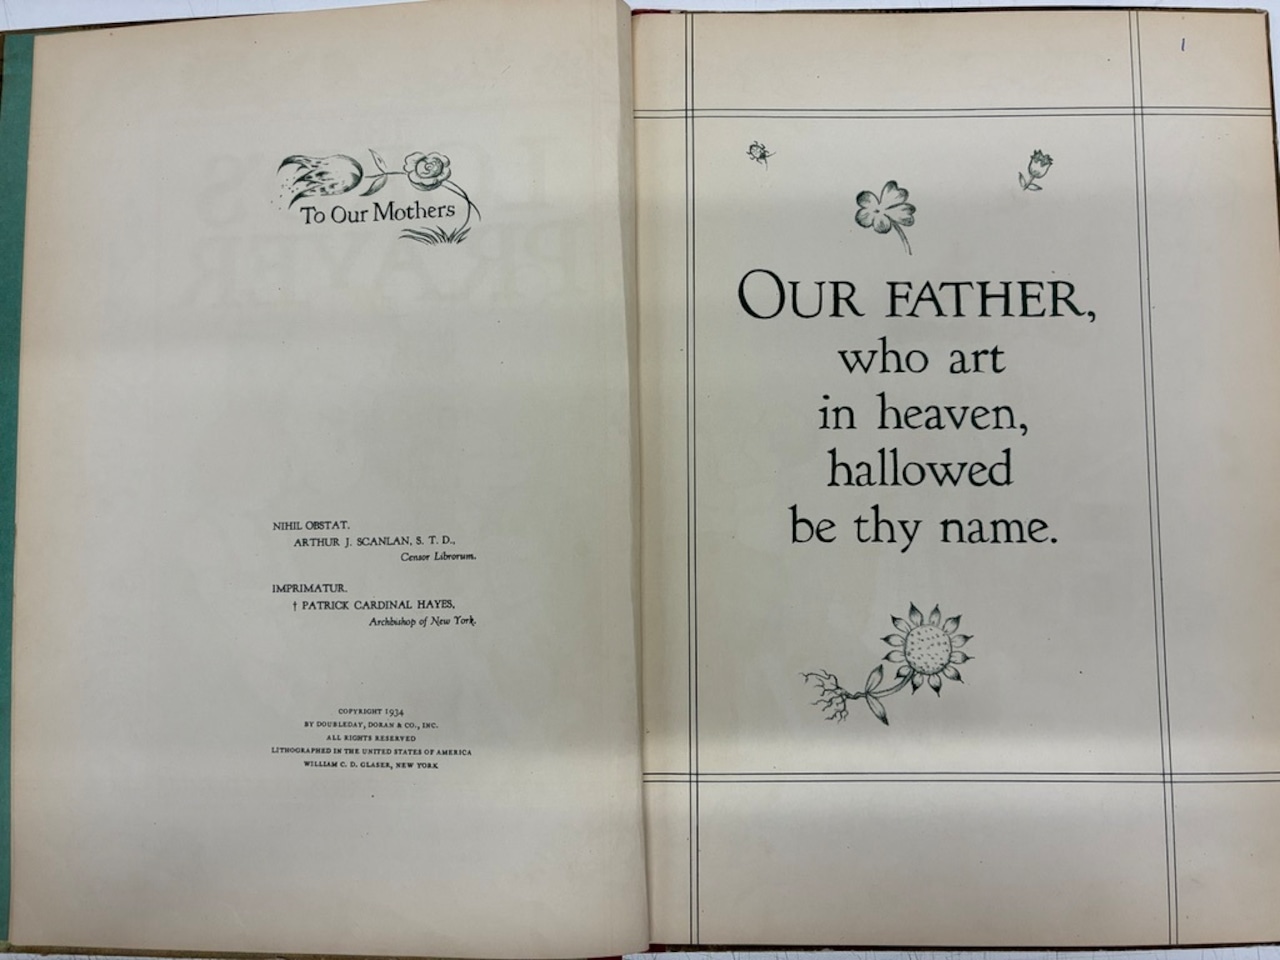 To Our Mothers
NIHIL OBSTAT.
ARTHUR J. SCANLAN, S. T. D.,
Censor Librorum.
IMPRIMATUR.
† PATRICK CARDINAL HAYES,
Archbishop of New York.
COPYRIGHT 1934
BY DOUBLEDAY, DORAN & CO., INC.
ALL RIGHTS RESERVED
LITHOGRAPHED IN THE UNITED STATES OF AMERICA
WILLIAM C. D. GLASER, NEW YORK
1
OUR FATHER,
who art
in heaven,
hallowed
be thy name.